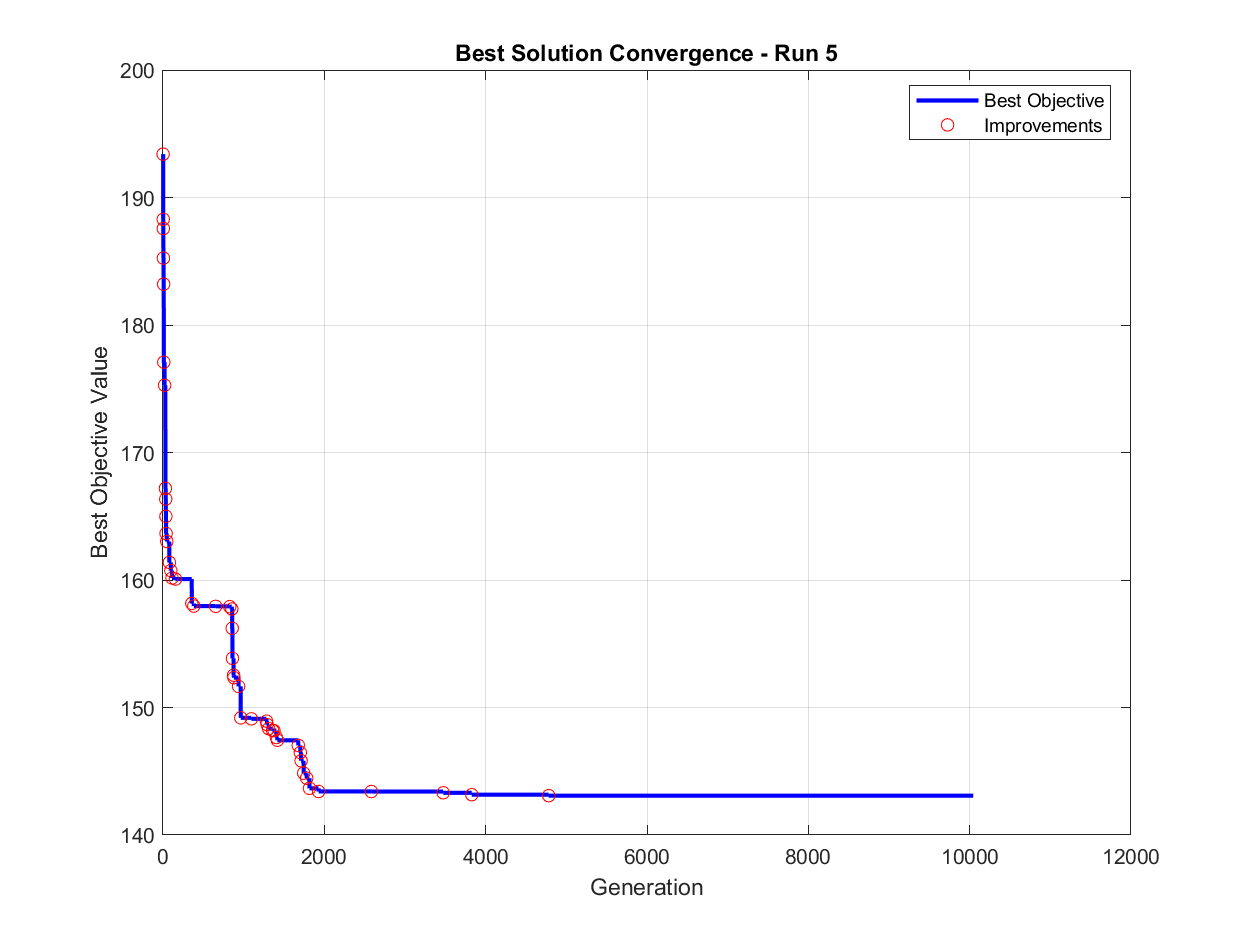 Best Solution Convergence - Run 5
Best Objective
Improvements
Best Objective Value
200
190
180
170
160
150
140
0 2000 4000 6000 8000 10000 12000
Generation